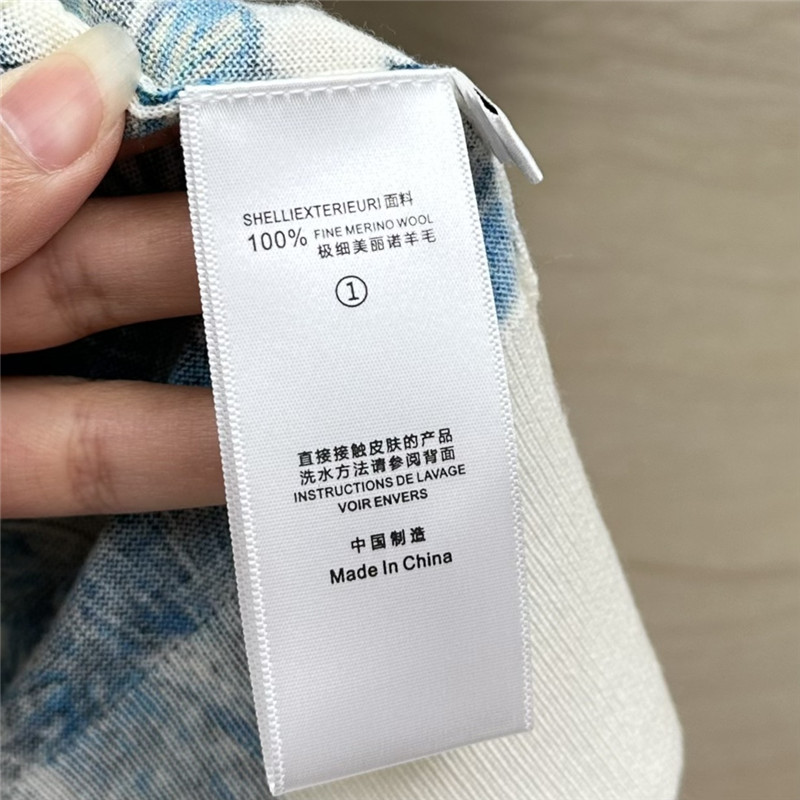 SHELLIEXTERIEURI 面料
100% FINE MERINO WOOL
极细美丽诺羊毛
①
直接接触皮肤的产品
洗水方法请参阅背面
INSTRUCTIONS DE LAVAGE
VOIR ENVERS
中国制造
Made In China